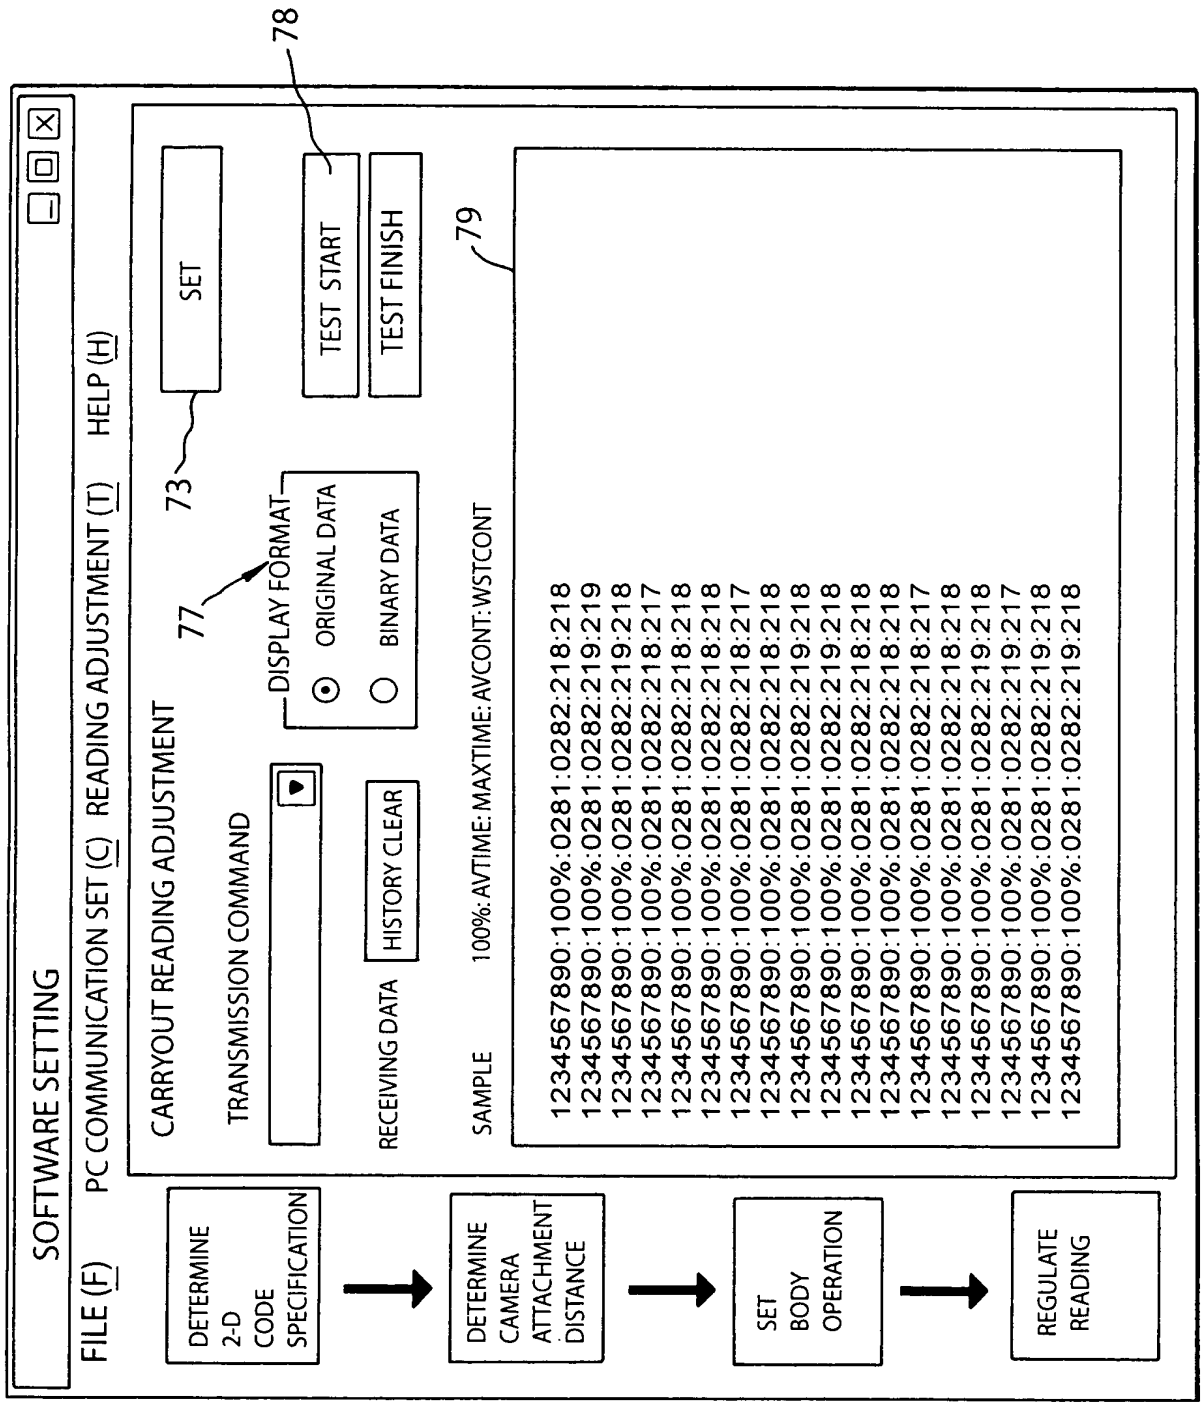 SOFTWARE SETTING
FILE (F) PC COMMUNICATION SET (C) READING ADJUSTMENT (T) HELP (H)
DETERMINE
2-D
CODE
SPECIFICATION
DETERMINE
CAMERA
ATTACHMENT
DISTANCE
SET
BODY
OPERATION
REGULATE
READING
CARRYOUT READING ADJUSTMENT
73
SET
TRANSMISSION COMMAND
77
DISPLAY FORMAT
ORIGINAL DATA
BINARY DATA
78
TEST START
TEST FINISH
RECEIVING DATA
HISTORY CLEAR
SAMPLE 100%: AVTIME: MAXTIME: AVCONT: WSTCONT
79
1234567890:100%:0281:0282:218:218
1234567890:100%:0281:0282:219:219
1234567890:100%:0281:0282:219:218
1234567890:100%:0281:0282:218:217
1234567890:100%:0281:0282:218:218
1234567890:100%:0281:0282:218:218
1234567890:100%:0281:0282:218:217
1234567890:100%:0281:0282:218:218
1234567890:100%:0281:0282:219:218
1234567890:100%:0281:0282:219:218
1234567890:100%:0281:0282:218:218
1234567890:100%:0281:0282:218:218
1234567890:100%:0281:0282:218:217
1234567890:100%:0281:0282:218:218
1234567890:100%:0281:0282:219:218
1234567890:100%:0281:0282:219:217
1234567890:100%:0281:0282:219:218
1234567890:100%:0281:0282:219:218